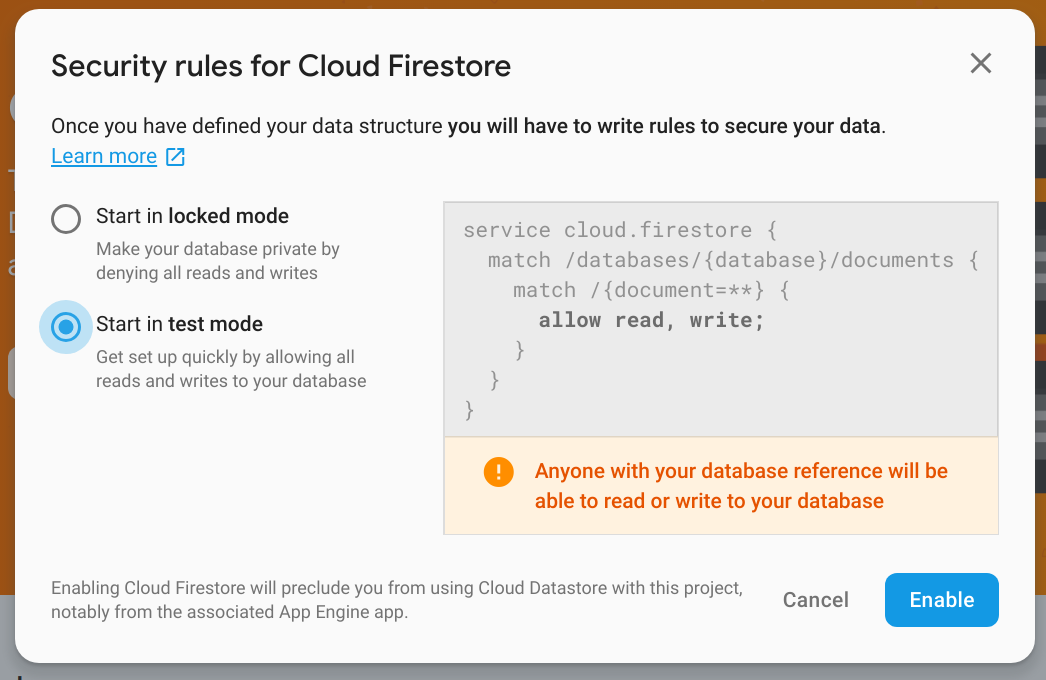 Security rules for Cloud Firestore
Once you have defined your data structure you will have to write rules to secure your data.
Learn more
Start in locked mode
Make your database private by
denying all reads and writes
Start in test mode
Get set up quickly by allowing all
reads and writes to your database
service cloud.firestore {
  match /databases/{database}/documents {
    match /{document=**} {
      allow read, write;
    }
  }
}
Anyone with your database reference will be
able to read or write to your database
Enabling Cloud Firestore will preclude you from using Cloud Datastore with this project,
notably from the associated App Engine app.
Cancel
Enable